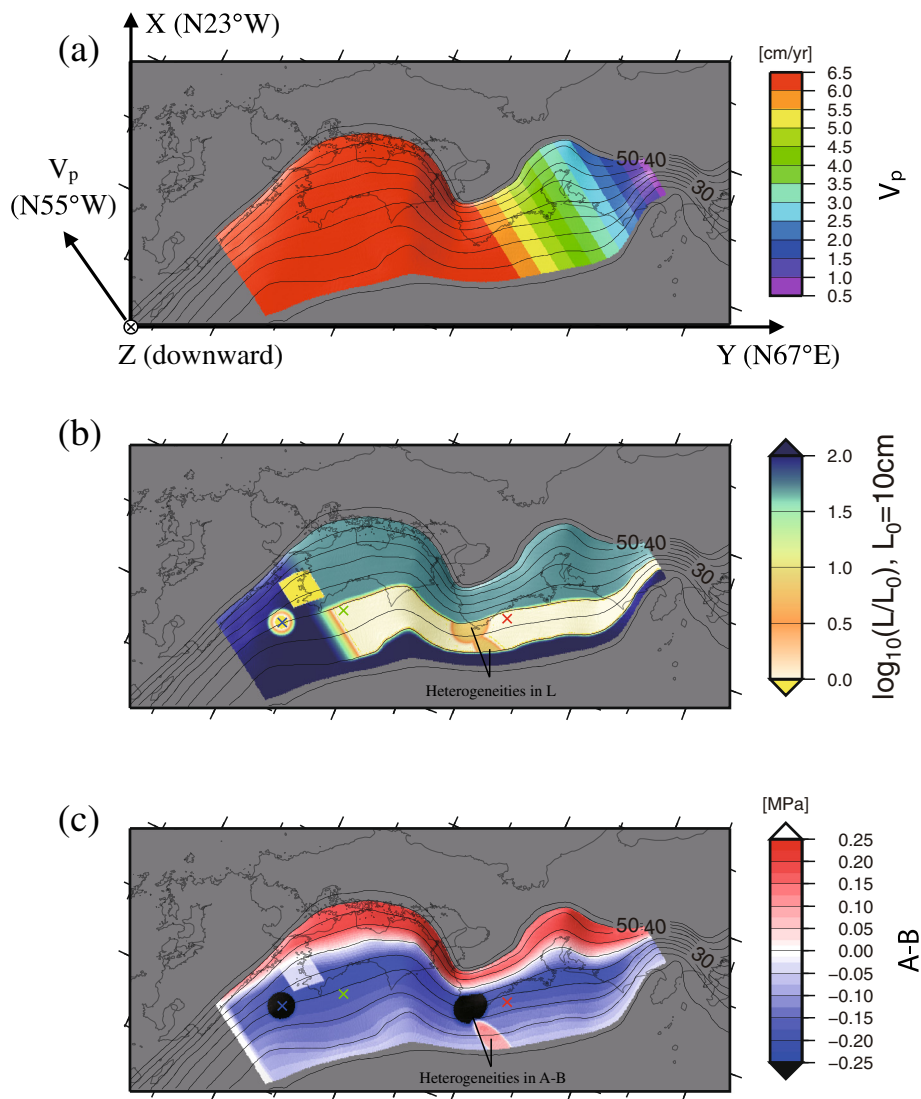 (a)
X (N23°W)
[cm/yr]
6.5
6.0
5.5
5.0
4.5
4.0
3.5
3.0
2.5
2.0
1.5
1.0
0.5
Vp
Vp
(N55°W)
50 40
30
Z (downward)
Y (N67°E)
(b)
2.0
1.5
1.0
0.5
0.0
log10(L/L0), L0=10cm
50 40
30
Heterogeneities in L
(c)
[MPa]
0.25
0.20
0.15
0.10
0.05
0.00
−0.05
−0.10
−0.15
−0.20
−0.25
A-B
50 40
30
Heterogeneities in A-B